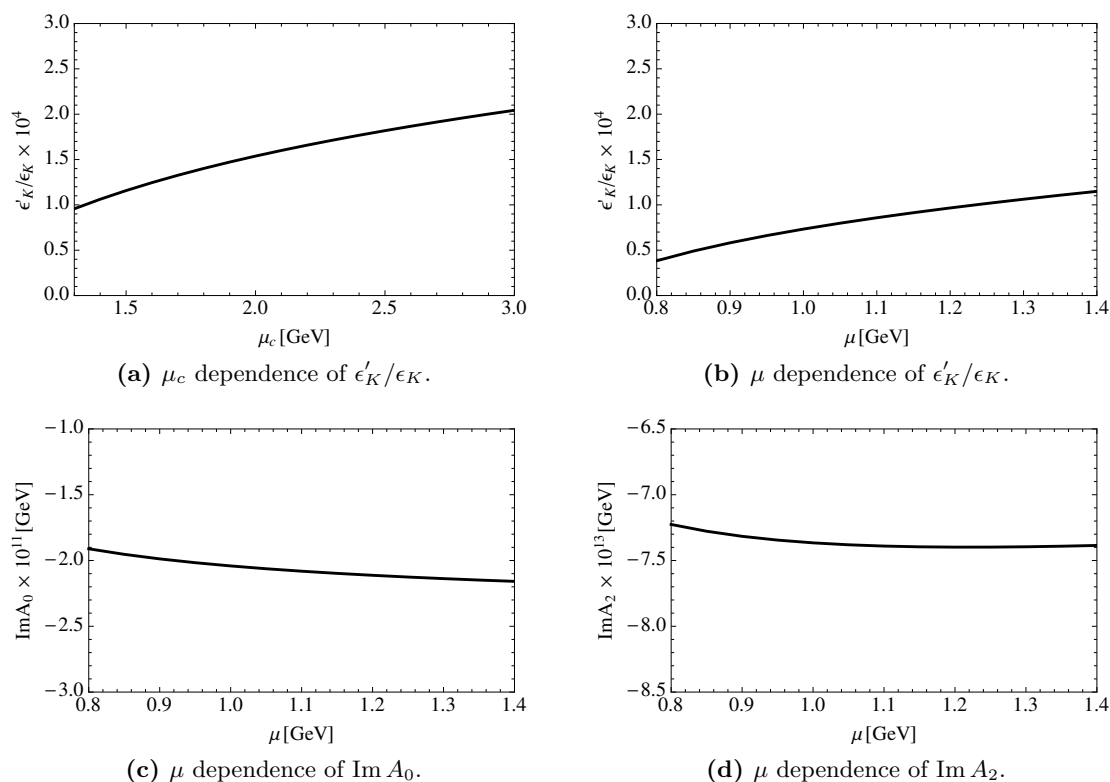 3.0 3.0
2.5 2.5
2.0 2.0
1.5 1.5
1.0 1.0
0.5 0.5
0.0 0.0
ϵ′K/ϵK × 10⁴ ϵ′K/ϵK × 10⁴
1.5 2.0 2.5 3.0 0.8 0.9 1.0 1.1 1.2 1.3 1.4
μc[GeV] μ[GeV]
(a) μc dependence of ϵ′K/ϵK. (b) μ dependence of ϵ′K/ϵK.
−1.0 −6.5
−1.5 −7.0
−2.0 −7.5
−2.5 −8.0
−3.0 −8.5
ImA₀ × 10¹¹[GeV] ImA₂ × 10¹³[GeV]
0.8 0.9 1.0 1.1 1.2 1.3 1.4 0.8 0.9 1.0 1.1 1.2 1.3 1.4
μ[GeV] μ[GeV]
(c) μ dependence of Im A₀. (d) μ dependence of Im A₂.